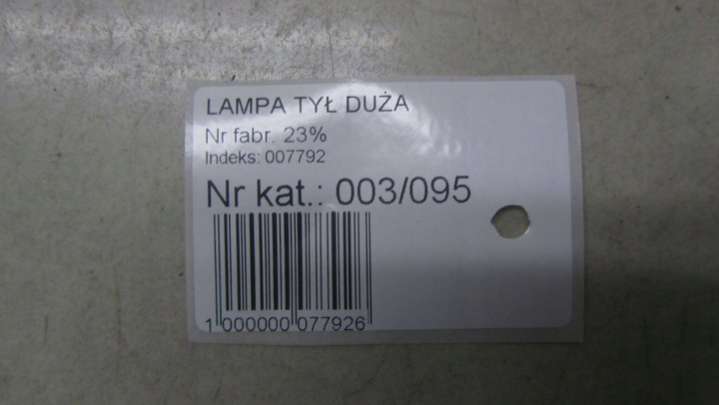 LAMPA TYŁ DUŻA
Nr fabr. 23%
Indeks: 007792
Nr kat.: 003/095
1 000000 077926